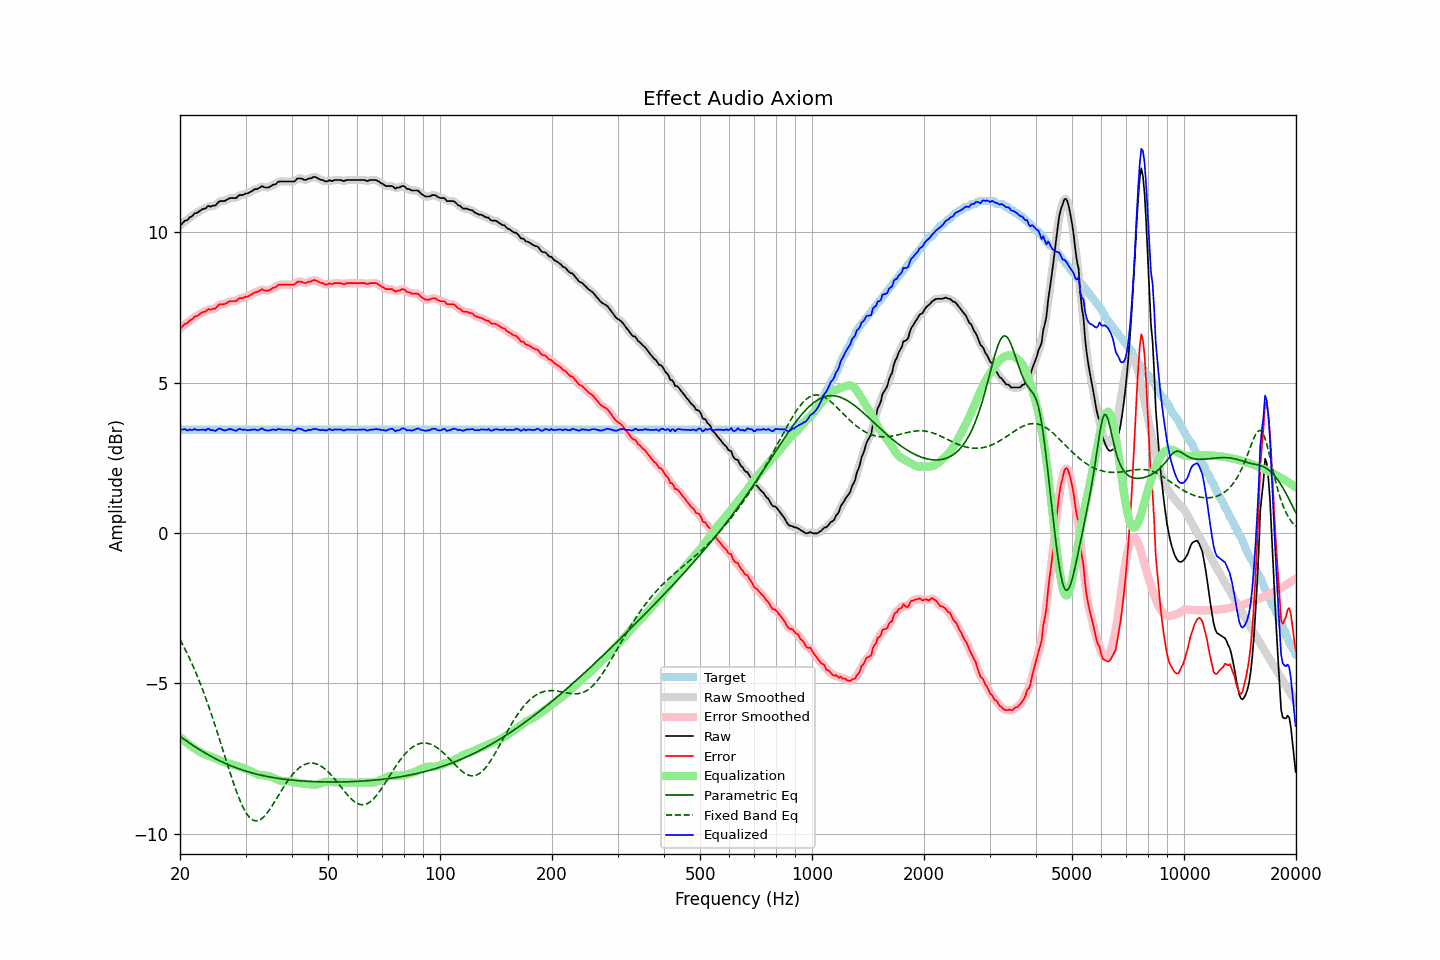 Effect Audio Axiom
Amplitude (dBr)
10
5
0
−5
−10
Target
Raw Smoothed
Error Smoothed
Raw
Error
Equalization
Parametric Eq
Fixed Band Eq
Equalized
20 50 100 200 500 1000 2000 5000 10000 20000
Frequency (Hz)